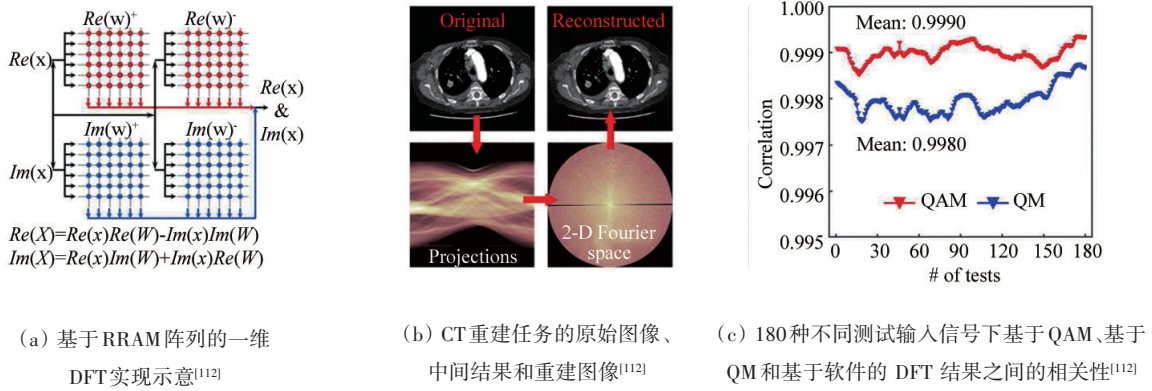 Re(w)⁺ Re(w)⁻
Re(x)
Re(x)
&
Im(x)
Im(w)⁺ Im(w)⁻
Im(x)
Re(X)=Re(x)Re(W)-Im(x)Im(W)
Im(X)=Re(x)Im(W)+Im(x)Re(W)
(a) 基于RRAM阵列的一维
DFT实现示意[112]
Original Reconstructed
Projections
2-D Fourier
space
(b) CT重建任务的原始图像、
中间结果和重建图像[112]
1.000
0.999
0.998
0.997
0.996
0.995
Correlation
Mean: 0.9990
Mean: 0.9980
QAM QM
0 30 60 90 120 150 180
# of tests
(c) 180种不同测试输入信号下基于QAM、基于
QM和基于软件的 DFT 结果之间的相关性[112]